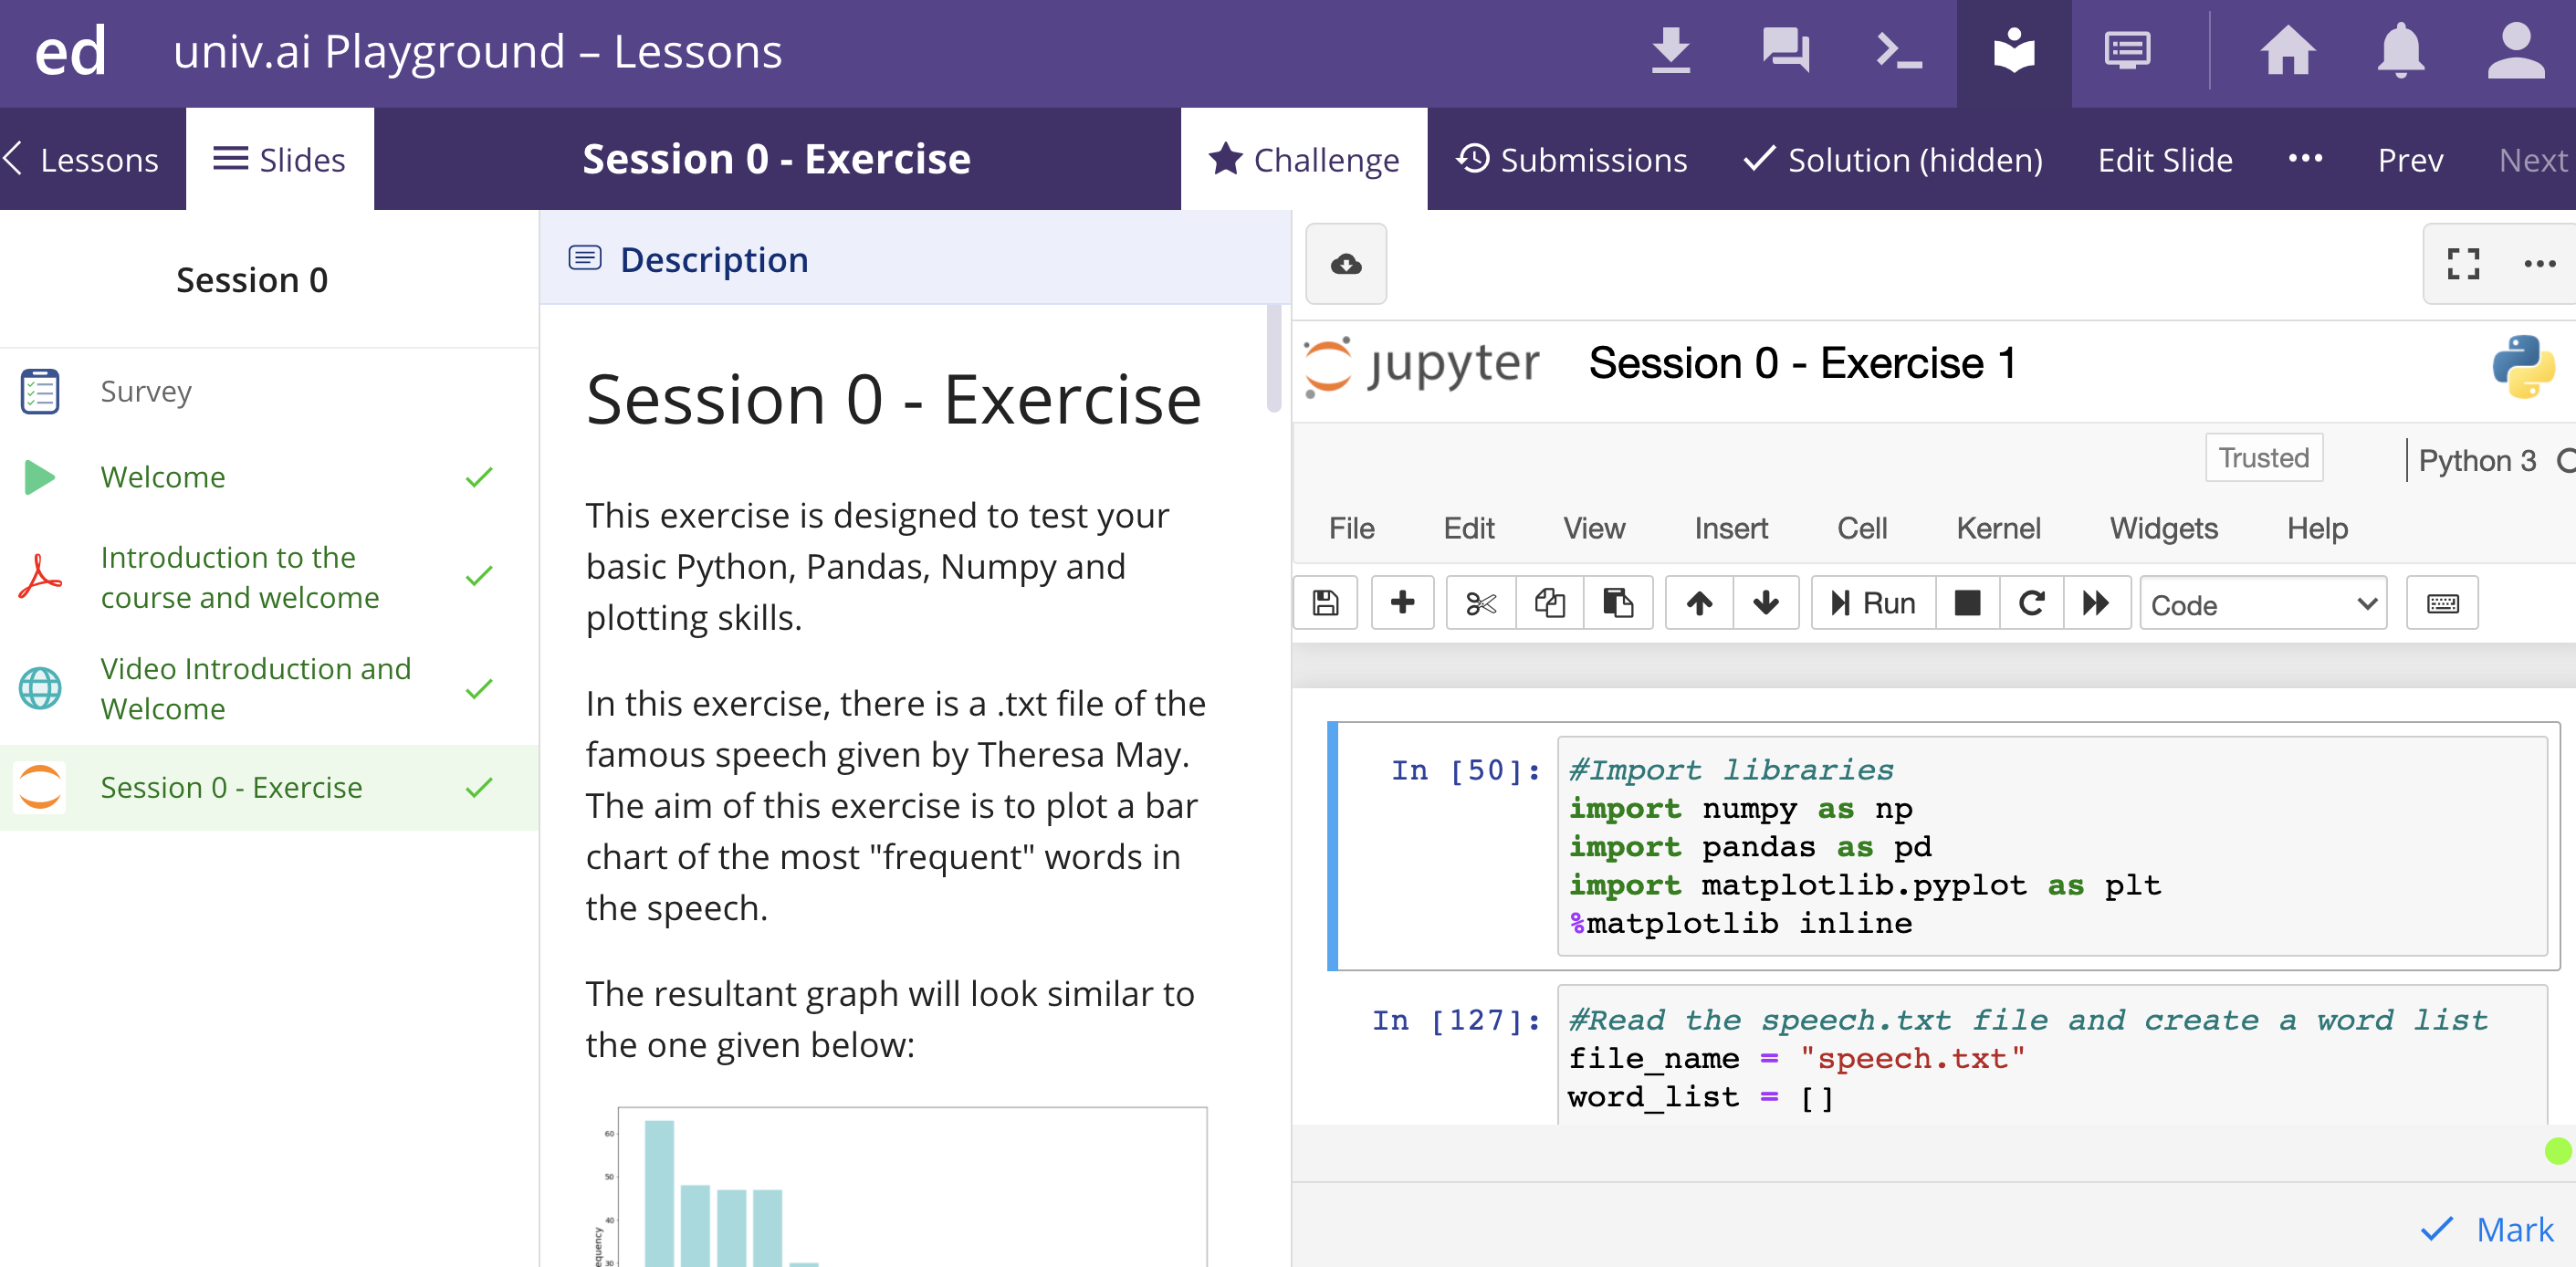 ed univ.ai Playground – Lessons
Lessons Slides Session 0 - Exercise Challenge Submissions Solution (hidden) Edit Slide ••• Prev Next
Session 0
Survey
Welcome
Introduction to the
course and welcome
Video Introduction and
Welcome
Session 0 - Exercise
Description
Session 0 - Exercise
This exercise is designed to test your
basic Python, Pandas, Numpy and
plotting skills.
In this exercise, there is a .txt file of the
famous speech given by Theresa May.
The aim of this exercise is to plot a bar
chart of the most "frequent" words in
the speech.
The resultant graph will look similar to
the one given below:
60
50
40
30
jupyter Session 0 - Exercise 1
Trusted Python 3
File Edit View Insert Cell Kernel Widgets Help
Run Code
In [50]: #Import libraries
import numpy as np
import pandas as pd
import matplotlib.pyplot as plt
%matplotlib inline
In [127]: #Read the speech.txt file and create a word list
file_name = "speech.txt"
word_list = []
Mark